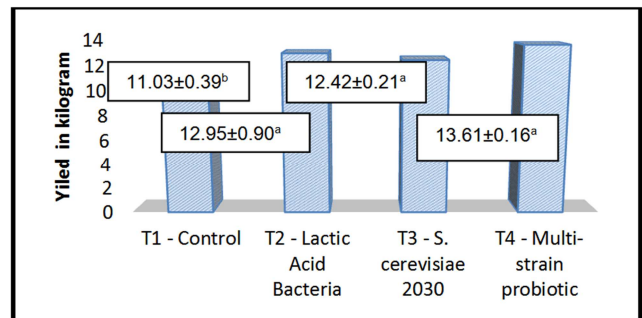 Yiled in kilogram
14
12
10
8
6
4
2
0
11.03±0.39ᵇ
12.95±0.90ᵃ
12.42±0.21ᵃ
13.61±0.16ᵃ
T1 - Control
T2 - Lactic
Acid
Bacteria
T3 - S.
cerevisiae
2030
T4 - Multi-
strain
probiotic